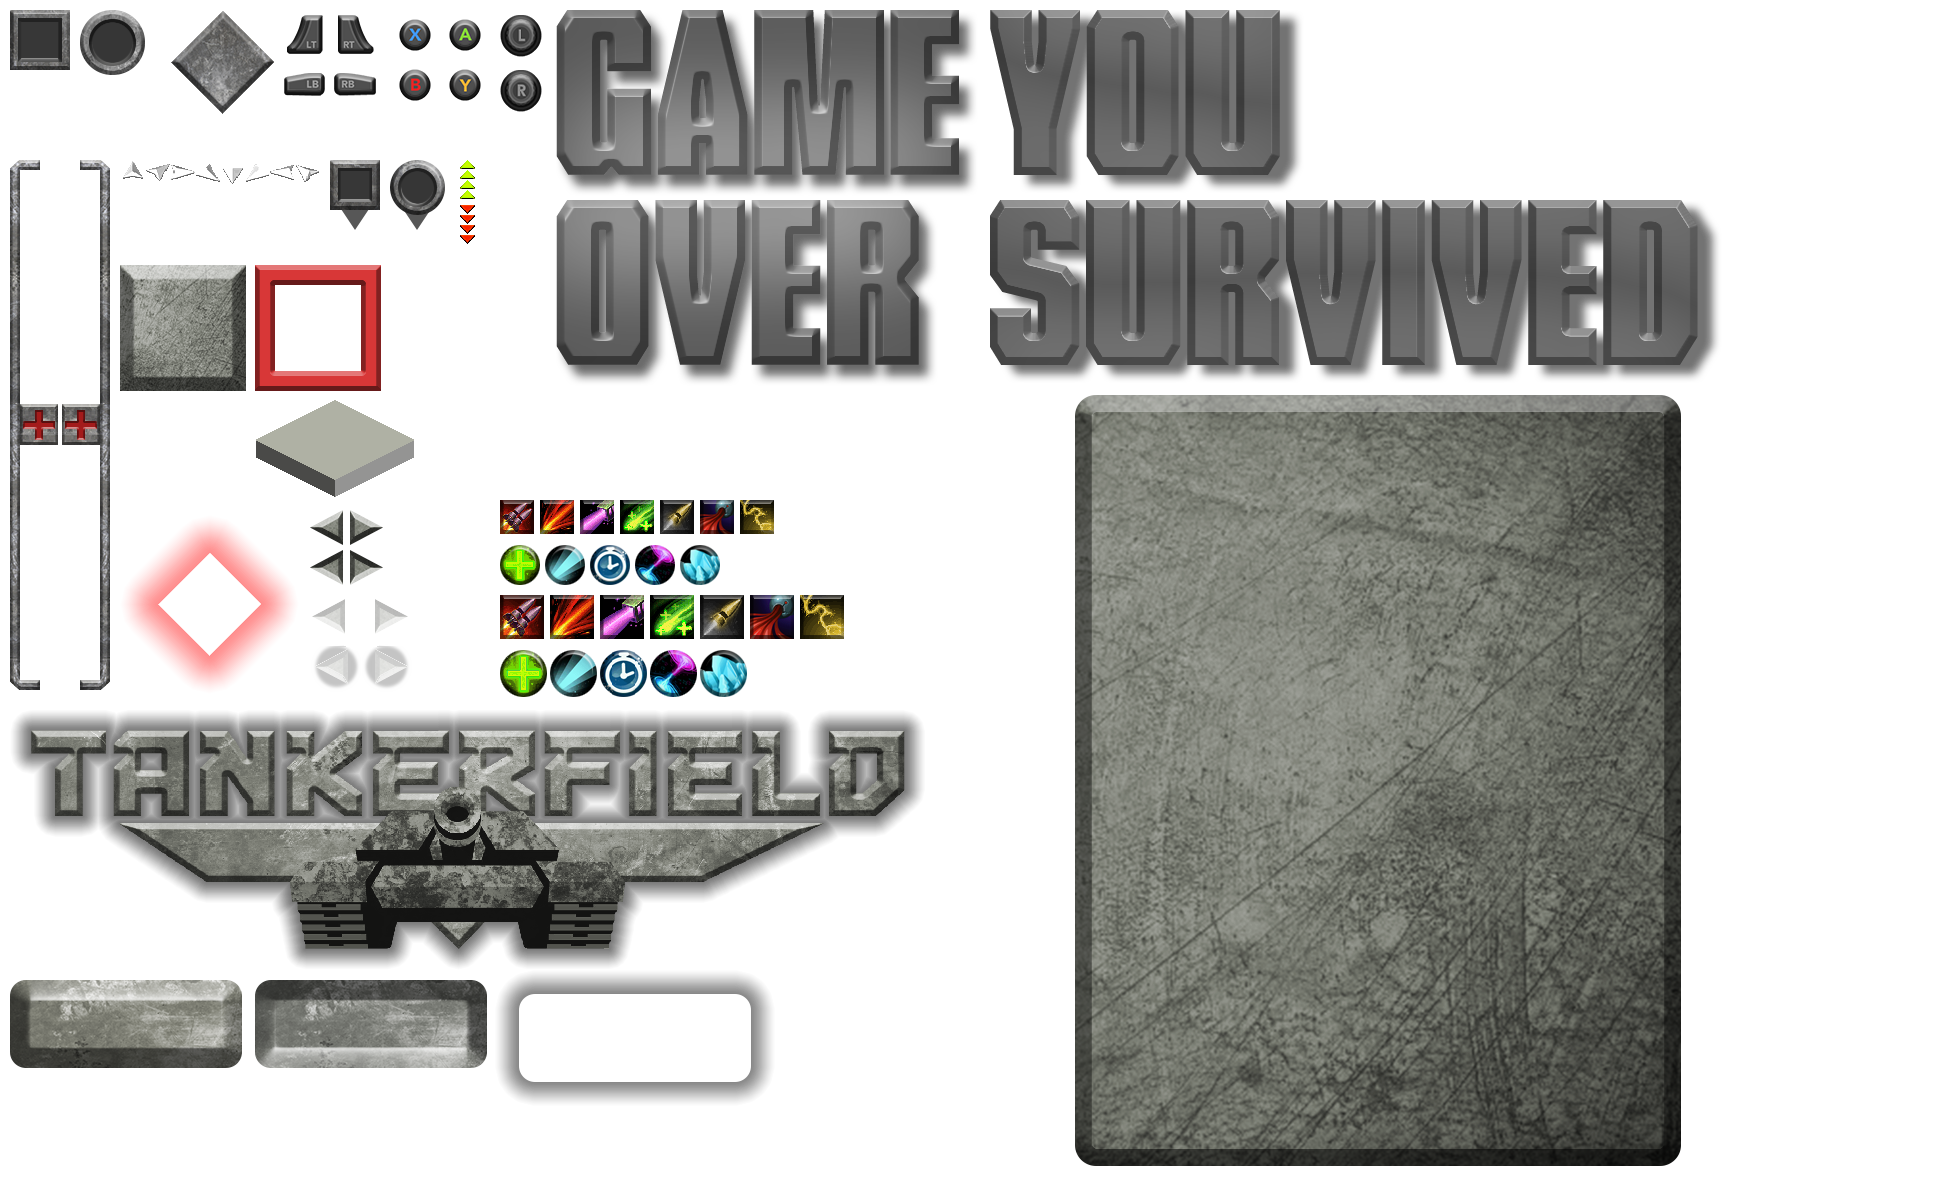 LT RT
X A L
LB RB
B Y R
GAME YOU
OVER SURVIVED
TANKERFIELD